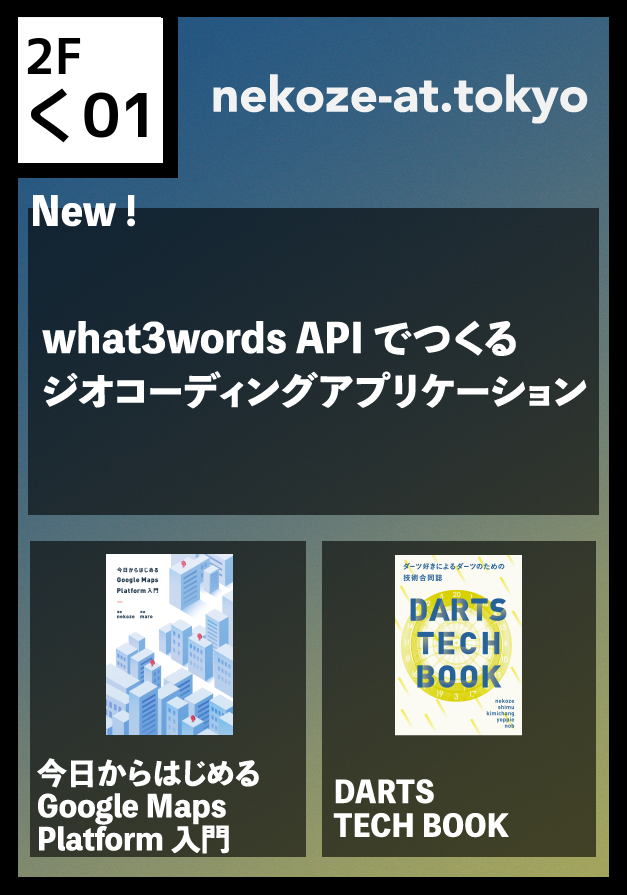 2F
く01
nekoze-at.tokyo
New !
what3words API でつくる
ジオコーディングアプリケーション
今日からはじめる
Google Maps
Platform 入門
nekoze
maro
今日からはじめる
Google Maps
Platform 入門
ダーツ好きによるダーツのための
技術合同誌
DARTS
TECH
BOOK
nekoze
shimu
kimichang
yoppie
nob
DARTS
TECH BOOK